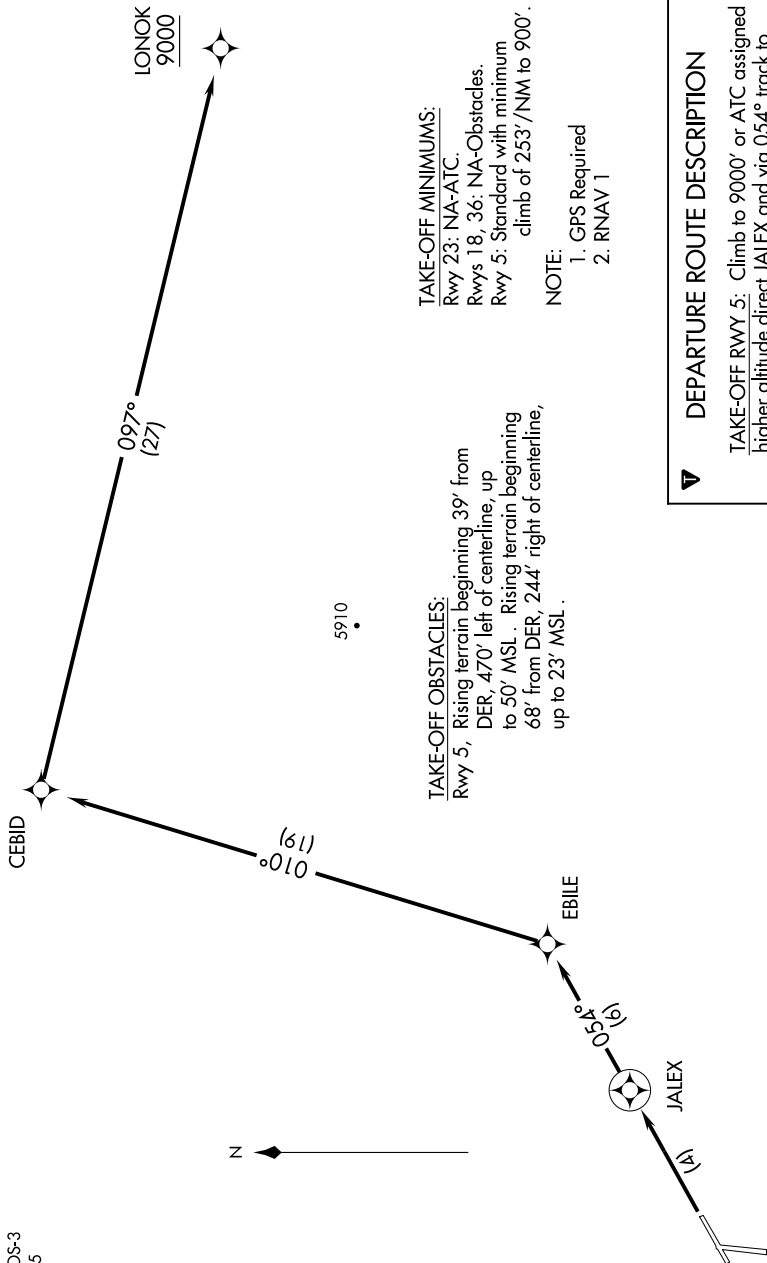 DS-3
5
LONOK
9000
097°
(27)
CEBID
5910
010°
(19)
EBILE
054°
(6)
JALEX
(4)
N
TAKE-OFF MINIMUMS:
Rwy 23: NA-ATC.
Rwys 18, 36: NA-Obstacles.
Rwy 5: Standard with minimum
climb of 253'/NM to 900'.
NOTE:
1. GPS Required
2. RNAV 1
TAKE-OFF OBSTACLES:
Rwy 5, Rising terrain beginning 39' from
DER, 470' left of centerline, up
to 50' MSL . Rising terrain beginning
68' from DER, 244' right of centerline,
up to 23' MSL .
T
DEPARTURE ROUTE DESCRIPTION
TAKE-OFF RWY 5: Climb to 9000' or ATC assigned
higher altitude direct JALEX and via 054° track to